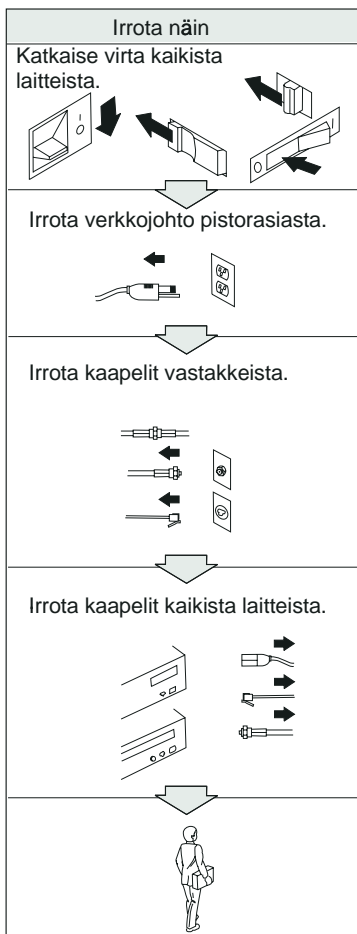 Irrota näin
Katkaise virta kaikista
laitteista.
Irrota verkkojohto pistorasiasta.
Irrota kaapelit vastakkeista.
Irrota kaapelit kaikista laitteista.